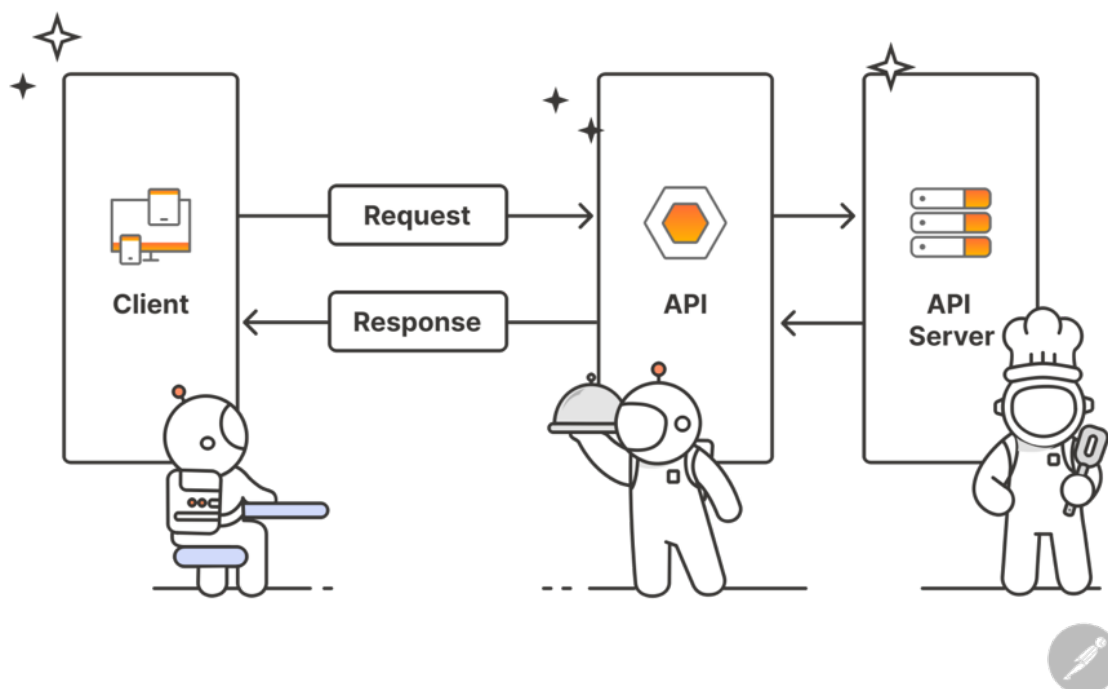 Request
Client
Response
API
API
Server